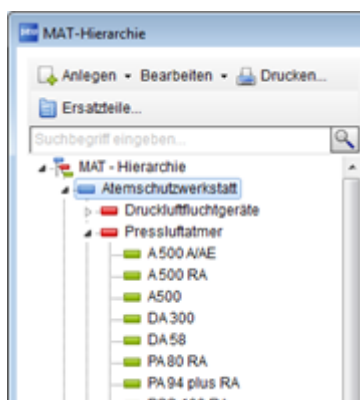 MAT-Hierarchie
Anlegen Bearbeiten Drucken...
Ersatzteile...
Suchbegriff eingeben...
MAT - Hierarchie
Atemschutzwerkstatt
Druckluftfluchtgeräte
Pressluftatmer
A 500 A/AE
A 500 RA
A500
DA 300
DA 58
PA 80 RA
PA 94 plus RA